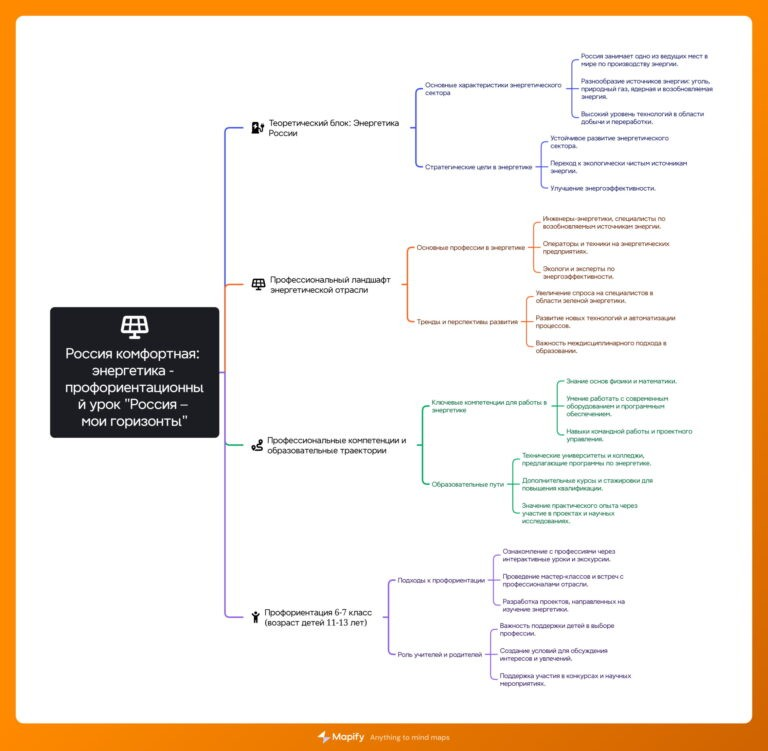 Россия комфортная:
энергетика -
профориентационны
й урок "Россия –
мои горизонты"
Теоретический блок: Энергетика
России
Основные характеристики энергетического
сектора
Россия занимает одно из ведущих мест в
мире по производству энергии.
Разнообразие источников энергии: уголь,
природный газ, ядерная и возобновляемая
энергия.
Высокий уровень технологий в области
добычи и переработки.
Стратегические цели в энергетике
Устойчивое развитие энергетического
сектора.
Переход к экологически чистым источникам
энергии.
Улучшение энергоэффективности.
Профессиональный ландшафт
энергетической отрасли
Основные профессии в энергетике
Инженеры-энергетики, специалисты по
возобновляемым источникам энергии.
Операторы и техники на энергетических
предприятиях.
Экологи и эксперты по
энергоэффективности.
Тренды и перспективы развития
Увеличение спроса на специалистов в
области зеленой энергетики.
Развитие новых технологий и автоматизации
процессов.
Важность междисциплинарного подхода в
образовании.
Профессиональные компетенции и
образовательные траектории
Ключевые компетенции для работы в
энергетике
Знание основ физики и математики.
Умение работать с современным
оборудованием и программным
обеспечением.
Навыки командной работы и проектного
управления.
Образовательные пути
Технические университеты и колледжи,
предлагающие программы по энергетике.
Дополнительные курсы и стажировки для
повышения квалификации.
Значение практического опыта через
участие в проектах и научных
исследованиях.
Профориентация 6-7 класс
(возраст детей 11-13 лет)
Подходы к профориентации
Ознакомление с профессиями через
интерактивные уроки и экскурсии.
Проведение мастер-классов и встреч с
профессионалами отрасли.
Разработка проектов, направленных на
изучение энергетики.
Роль учителей и родителей
Важность поддержки детей в выборе
профессии.
Создание условий для обсуждения
интересов и увлечений.
Поддержка участия в конкурсах и научных
мероприятиях.
Mapify Anything to mind maps